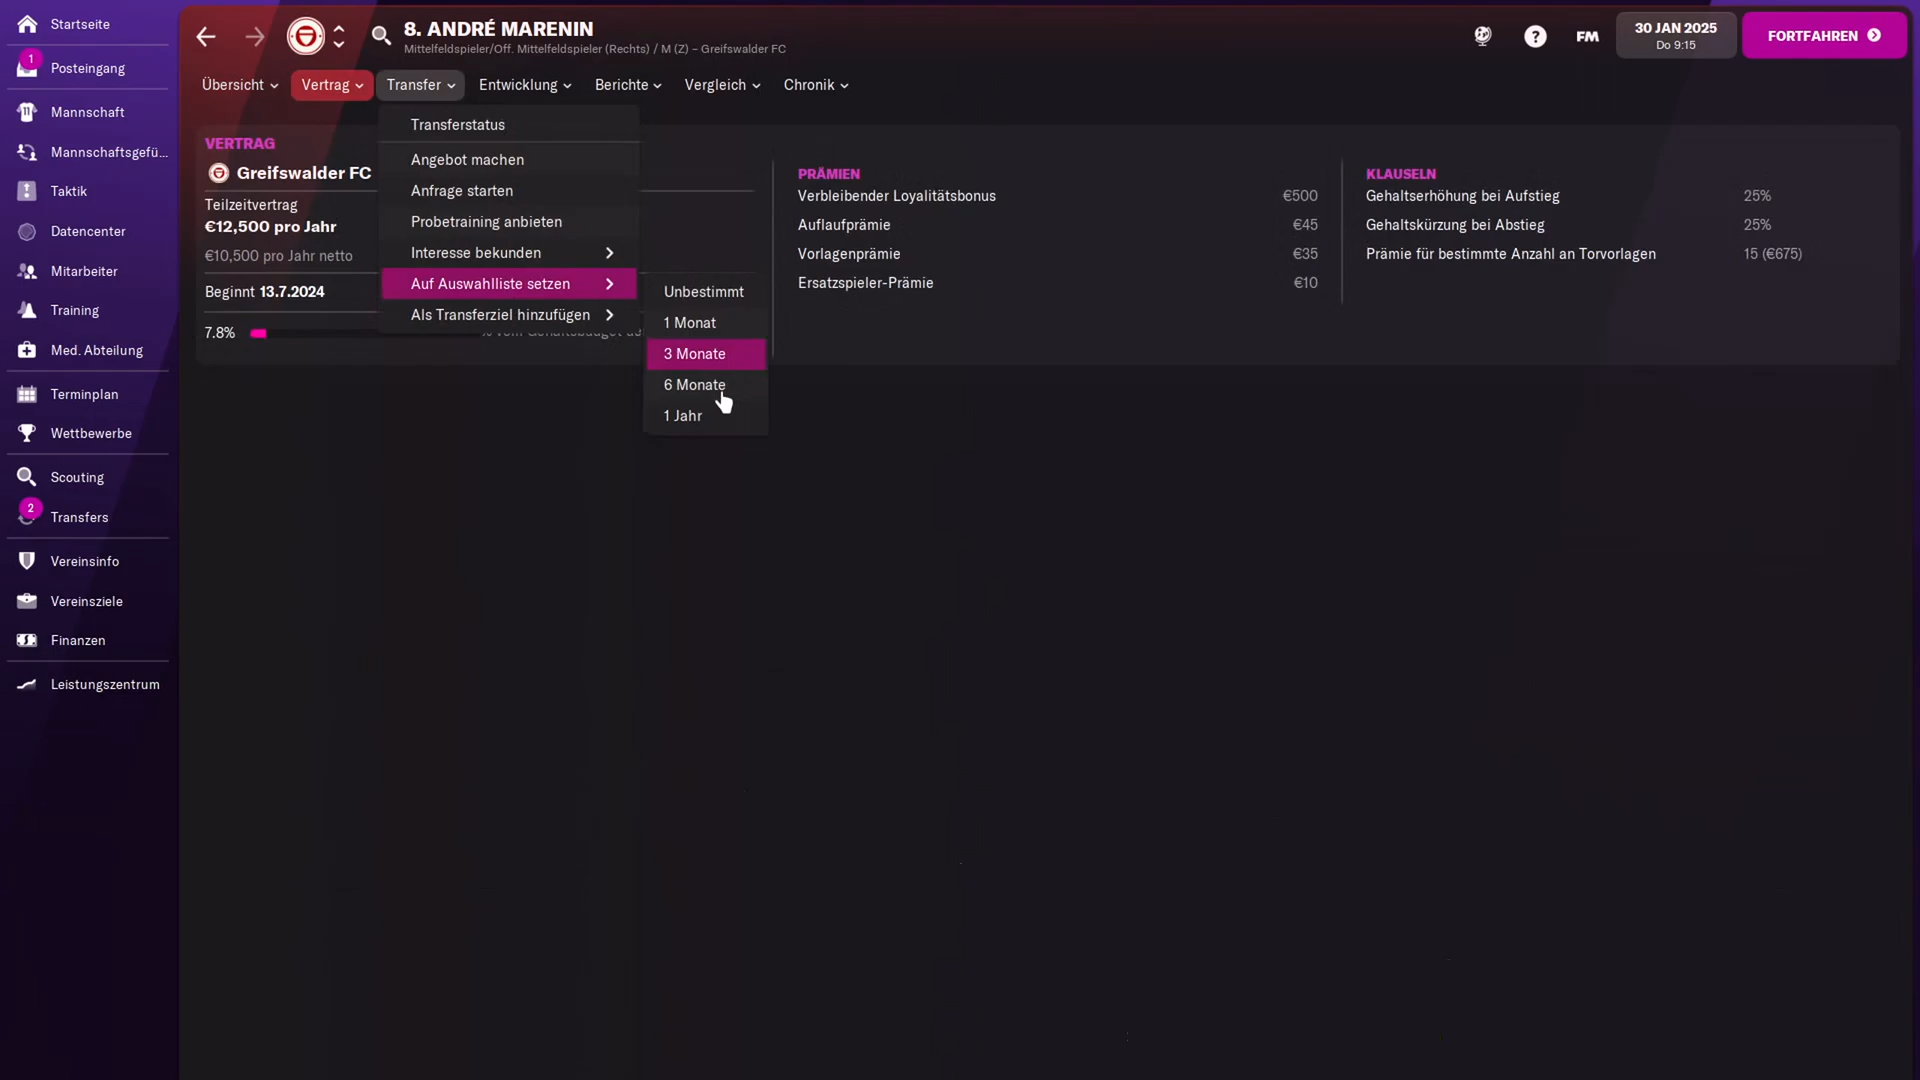 Startseite
1
Posteingang
Mannschaft
Mannschaftsgefü...
Taktik
Datencenter
Mitarbeiter
Training
Med. Abteilung
Terminplan
Wettbewerbe
Scouting
2
Transfers
Vereinsinfo
Vereinsziele
Finanzen
Leistungszentrum
8. ANDRÉ MARENIN
Mittelfeldspieler/Off. Mittelfeldspieler (Rechts) / M (Z) – Greifswalder FC
FM
30 JAN 2025
Do 9:15
FORTFAHREN
Übersicht
Vertrag
Transfer
Entwicklung
Berichte
Vergleich
Chronik
VERTRAG
Greifswalder FC
Teilzeitvertrag
€12,500 pro Jahr
€10,500 pro Jahr netto
Beginnt 13.7.2024
7.8%
% vom Gehaltsbudget
Transferstatus
Angebot machen
Anfrage starten
Probetraining anbieten
Interesse bekunden
Auf Auswahlliste setzen
Als Transferziel hinzufügen
Unbestimmt
1 Monat
3 Monate
6 Monate
1 Jahr
PRÄMIEN
Verbleibender Loyalitätsbonus €500
Auflaufprämie €45
Vorlagenprämie €35
Ersatzspieler-Prämie €10
KLAUSELN
Gehaltserhöhung bei Aufstieg 25%
Gehaltskürzung bei Abstieg 25%
Prämie für bestimmte Anzahl an Torvorlagen 15 (€675)